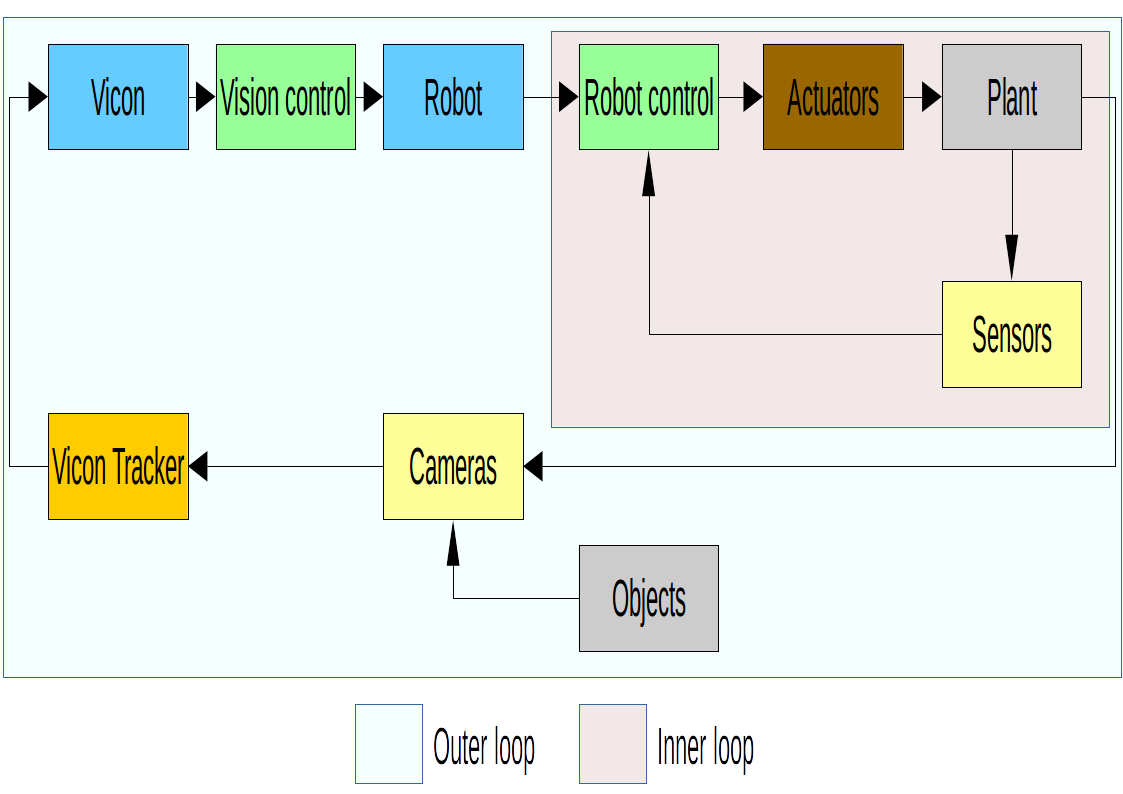 Vicon
Vision control
Robot
Robot control
Actuators
Plant
Sensors
Vicon Tracker
Cameras
Objects
Outer loop
Inner loop